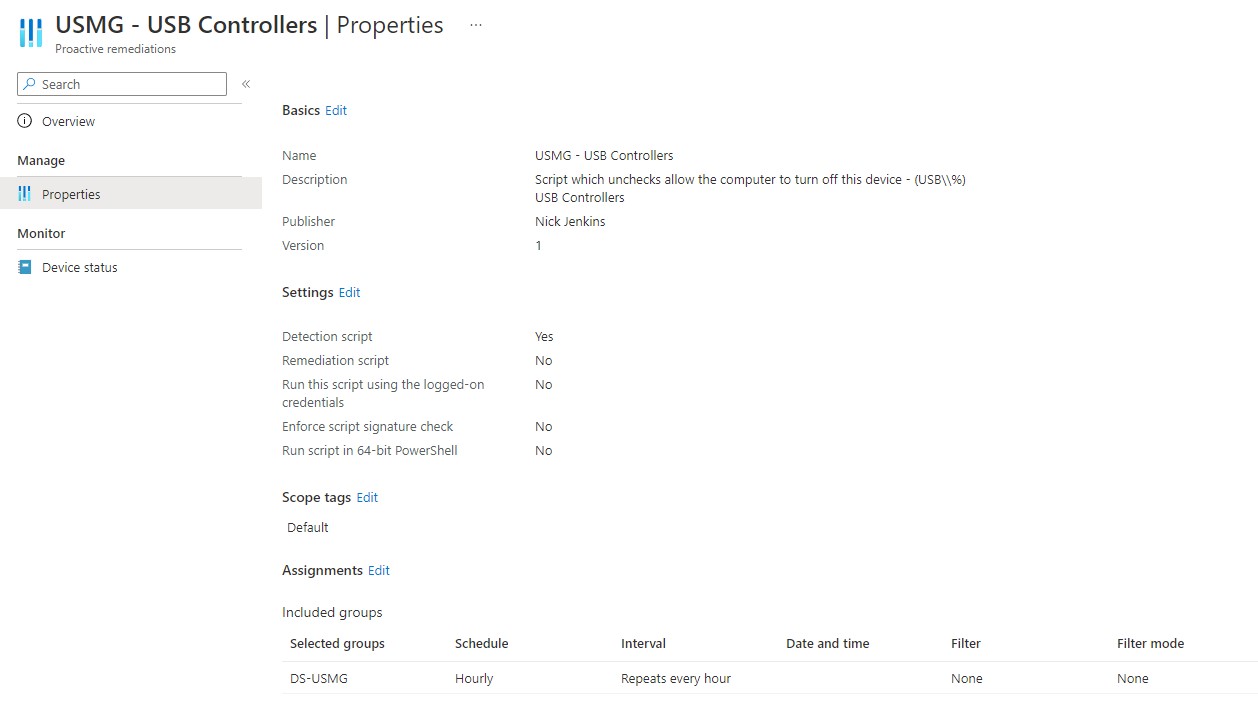 USMG - USB Controllers | Properties ...
Proactive remediations
Search «
Overview
Manage
Properties
Monitor
Device status
Basics Edit
Name USMG - USB Controllers
Description Script which unchecks allow the computer to turn off this device - (USB\\%)
USB Controllers
Publisher Nick Jenkins
Version 1
Settings Edit
Detection script Yes
Remediation script No
Run this script using the logged-on No
credentials
Enforce script signature check No
Run script in 64-bit PowerShell No
Scope tags Edit
Default
Assignments Edit
Included groups
Selected groups Schedule Interval Date and time Filter Filter mode
DS-USMG Hourly Repeats every hour None None